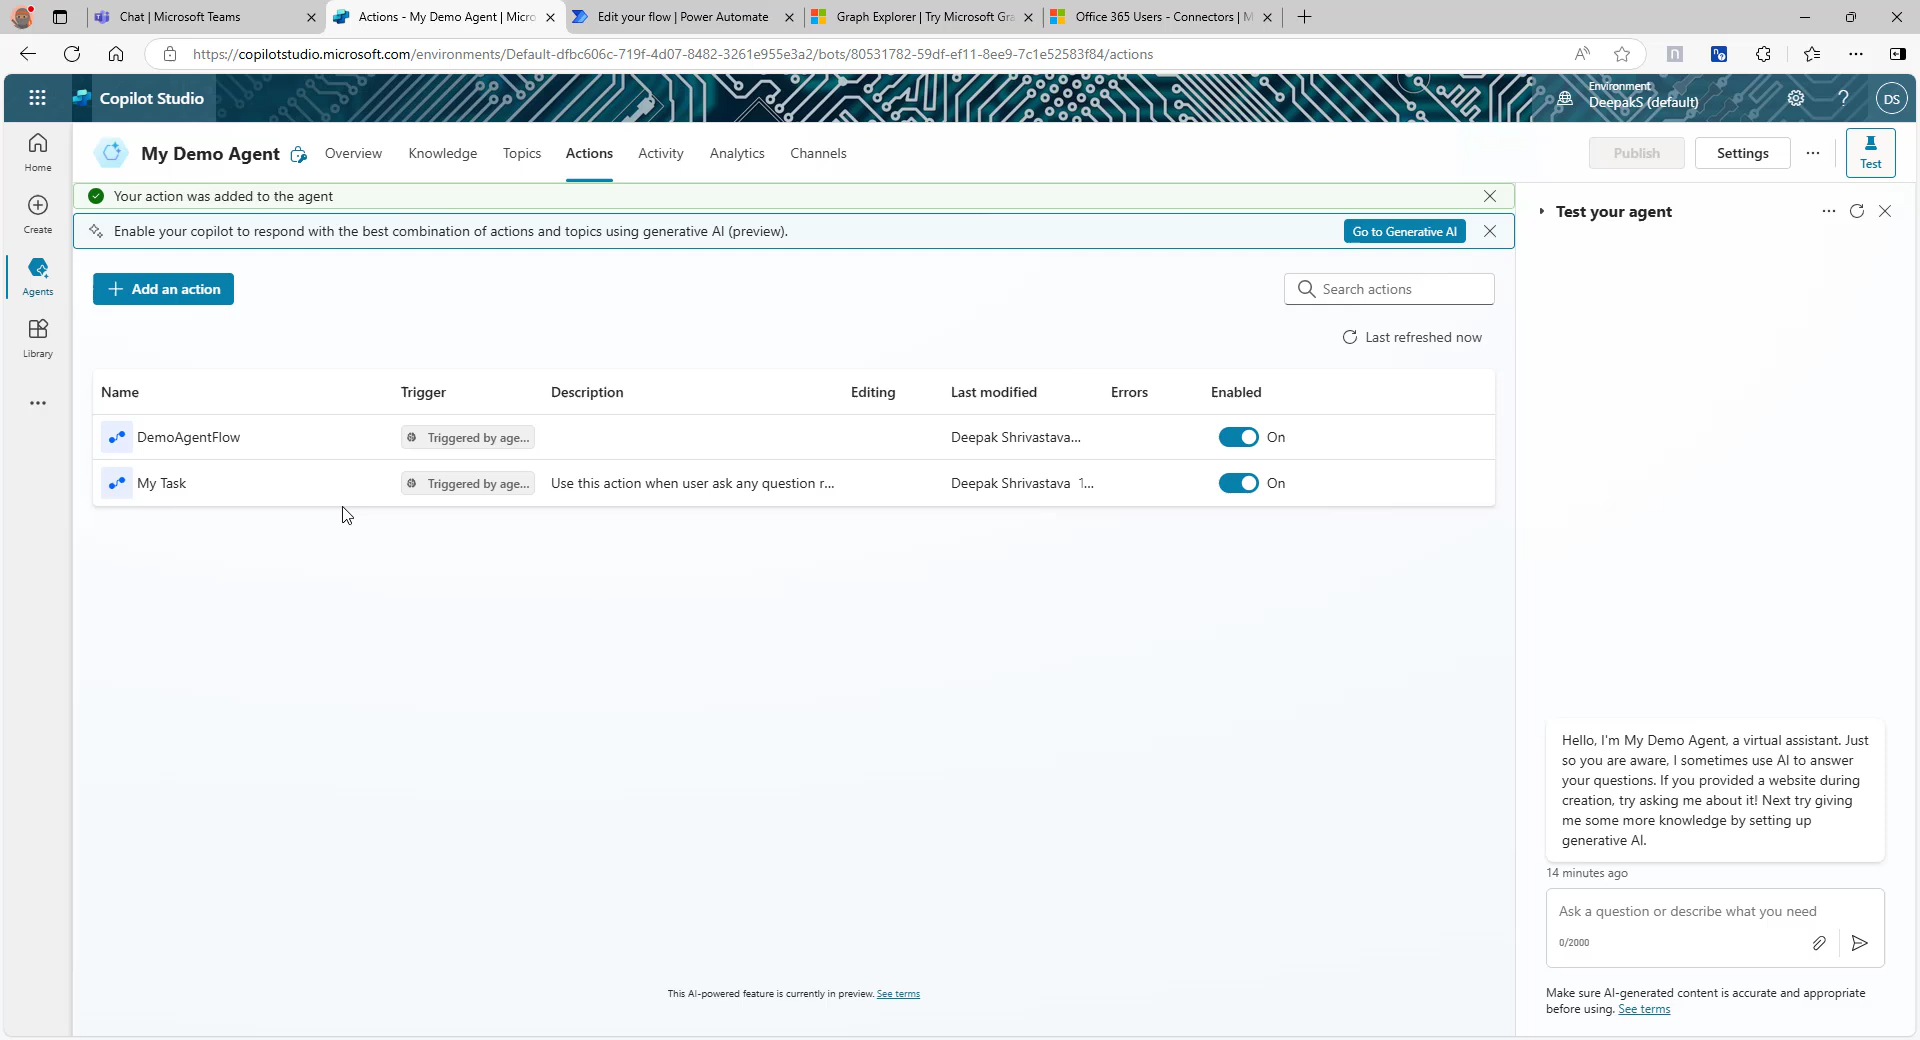 Chat | Microsoft Teams
Actions - My Demo Agent | Micro
Edit your flow | Power Automate
Graph Explorer | Try Microsoft Gra
Office 365 Users - Connectors | M
https://copilotstudio.microsoft.com/environments/Default-dfbc606c-719f-4d07-8482-3261e955e3a2/bots/80531782-59df-ef11-8ee9-7c1e52583f84/actions
Copilot Studio
Environment
DeepakS (default)
DS
Home
Create
Agents
Library
My Demo Agent
Overview
Knowledge
Topics
Actions
Activity
Analytics
Channels
Publish
Settings
Test
Your action was added to the agent
Enable your copilot to respond with the best combination of actions and topics using generative AI (preview).
Go to Generative AI
Add an action
Search actions
Last refreshed now
Name Trigger Description Editing Last modified Errors Enabled
DemoAgentFlow Triggered by age... Deepak Shrivastava... On
My Task Triggered by age... Use this action when user ask any question r... Deepak Shrivastava 1... On
This AI-powered feature is currently in preview. See terms
Test your agent
Hello, I'm My Demo Agent, a virtual assistant. Just
so you are aware, I sometimes use AI to answer
your questions. If you provided a website during
creation, try asking me about it! Next try giving
me some more knowledge by setting up
generative AI.
14 minutes ago
Ask a question or describe what you need
0/2000
Make sure AI-generated content is accurate and appropriate
before using. See terms